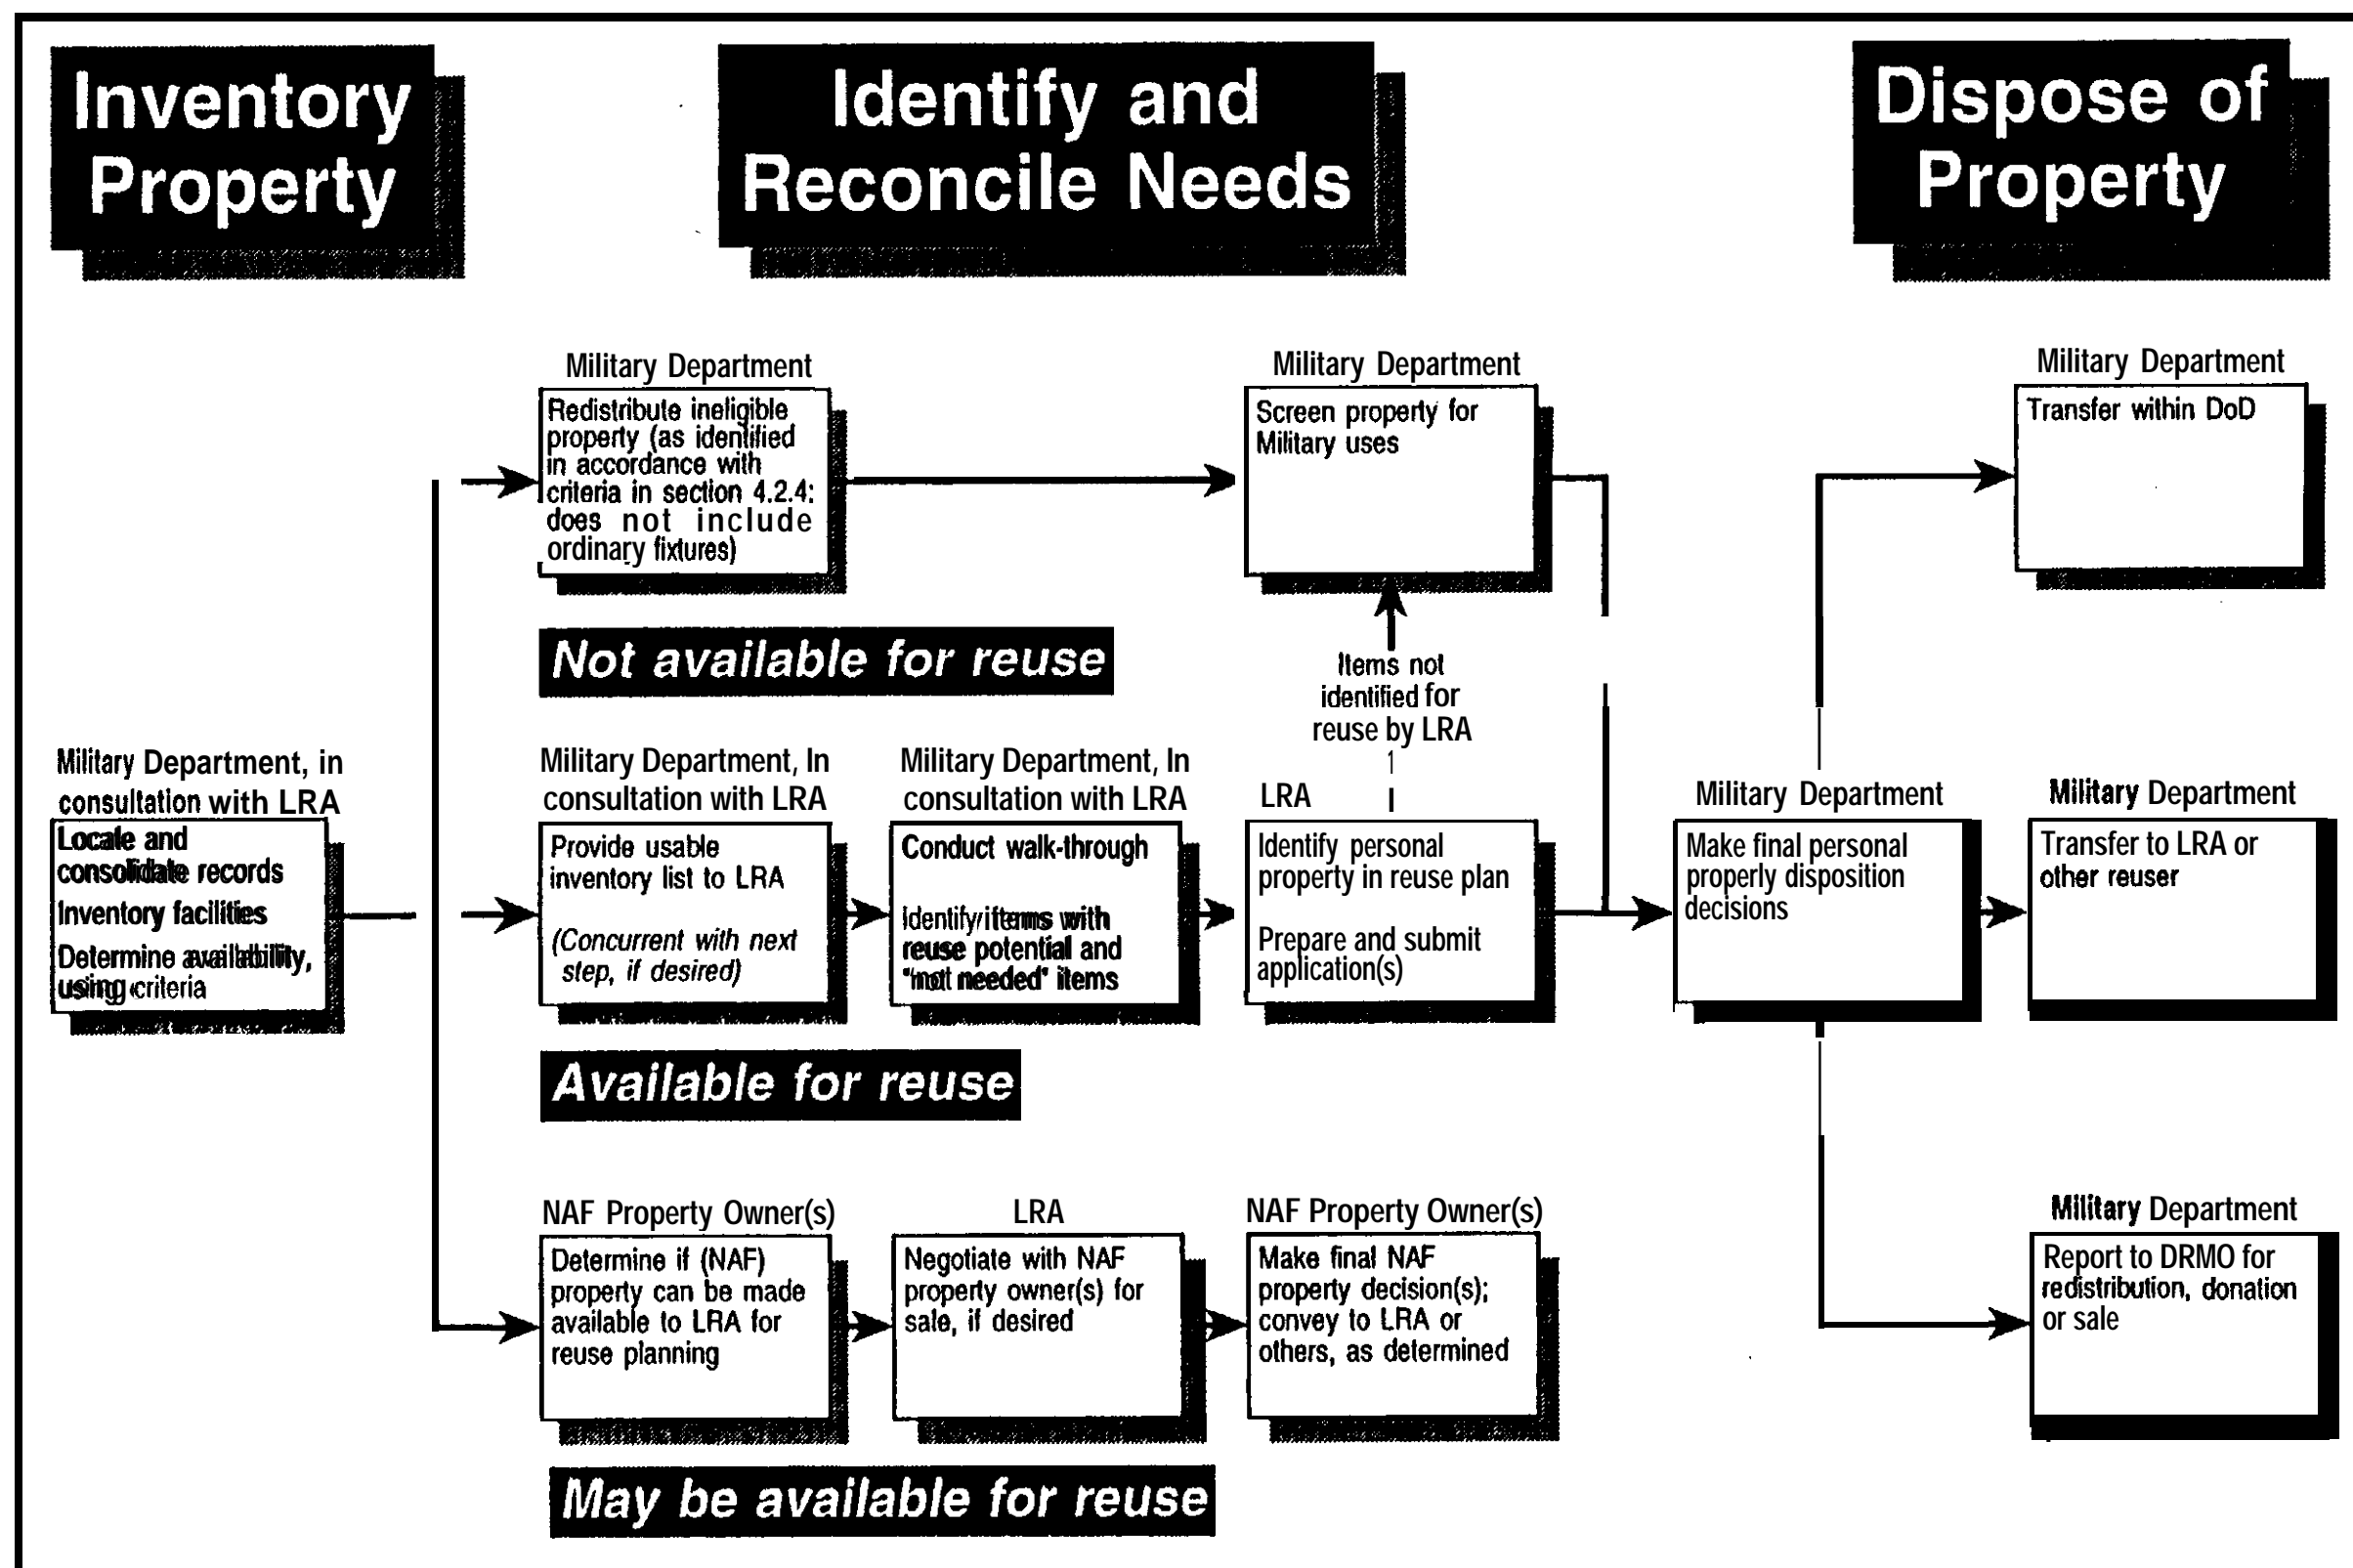 Inventory
Property
Identify and
Reconcile Needs
Dispose of
Property
Military Department
Redistribute ineligible
property (as identified
in accordance with
criteria in section 4.2.4:
does not include
ordinary fixtures)
Military Department
Screen property for
Military uses
Military Department
Transfer within DoD
Not available for reuse
Items not
identified for
reuse by LRA
Military Department, in
consultation with LRA
Locate and
consolidate records
Inventory facilities
Determine availability,
using criteria
Military Department, In
consultation with LRA
Provide usable
inventory list to LRA
(Concurrent with next
step, if desired)
Military Department, In
consultation with LRA
Conduct walk-through
Identify items with
reuse potential and
"not needed" items
LRA
Identify personal
property in reuse plan
Prepare and submit
application(s)
Military Department
Make final personal
properly disposition
decisions
Military Department
Transfer to LRA or
other reuser
Available for reuse
NAF Property Owner(s)
Determine if (NAF)
property can be made
available to LRA for
reuse planning
LRA
Negotiate with NAF
property owner(s) for
sale, if desired
NAF Property Owner(s)
Make final NAF
property decision(s);
convey to LRA or
others, as determined
Military Department
Report to DRMO for
redistribution, donation
or sale
May be available for reuse